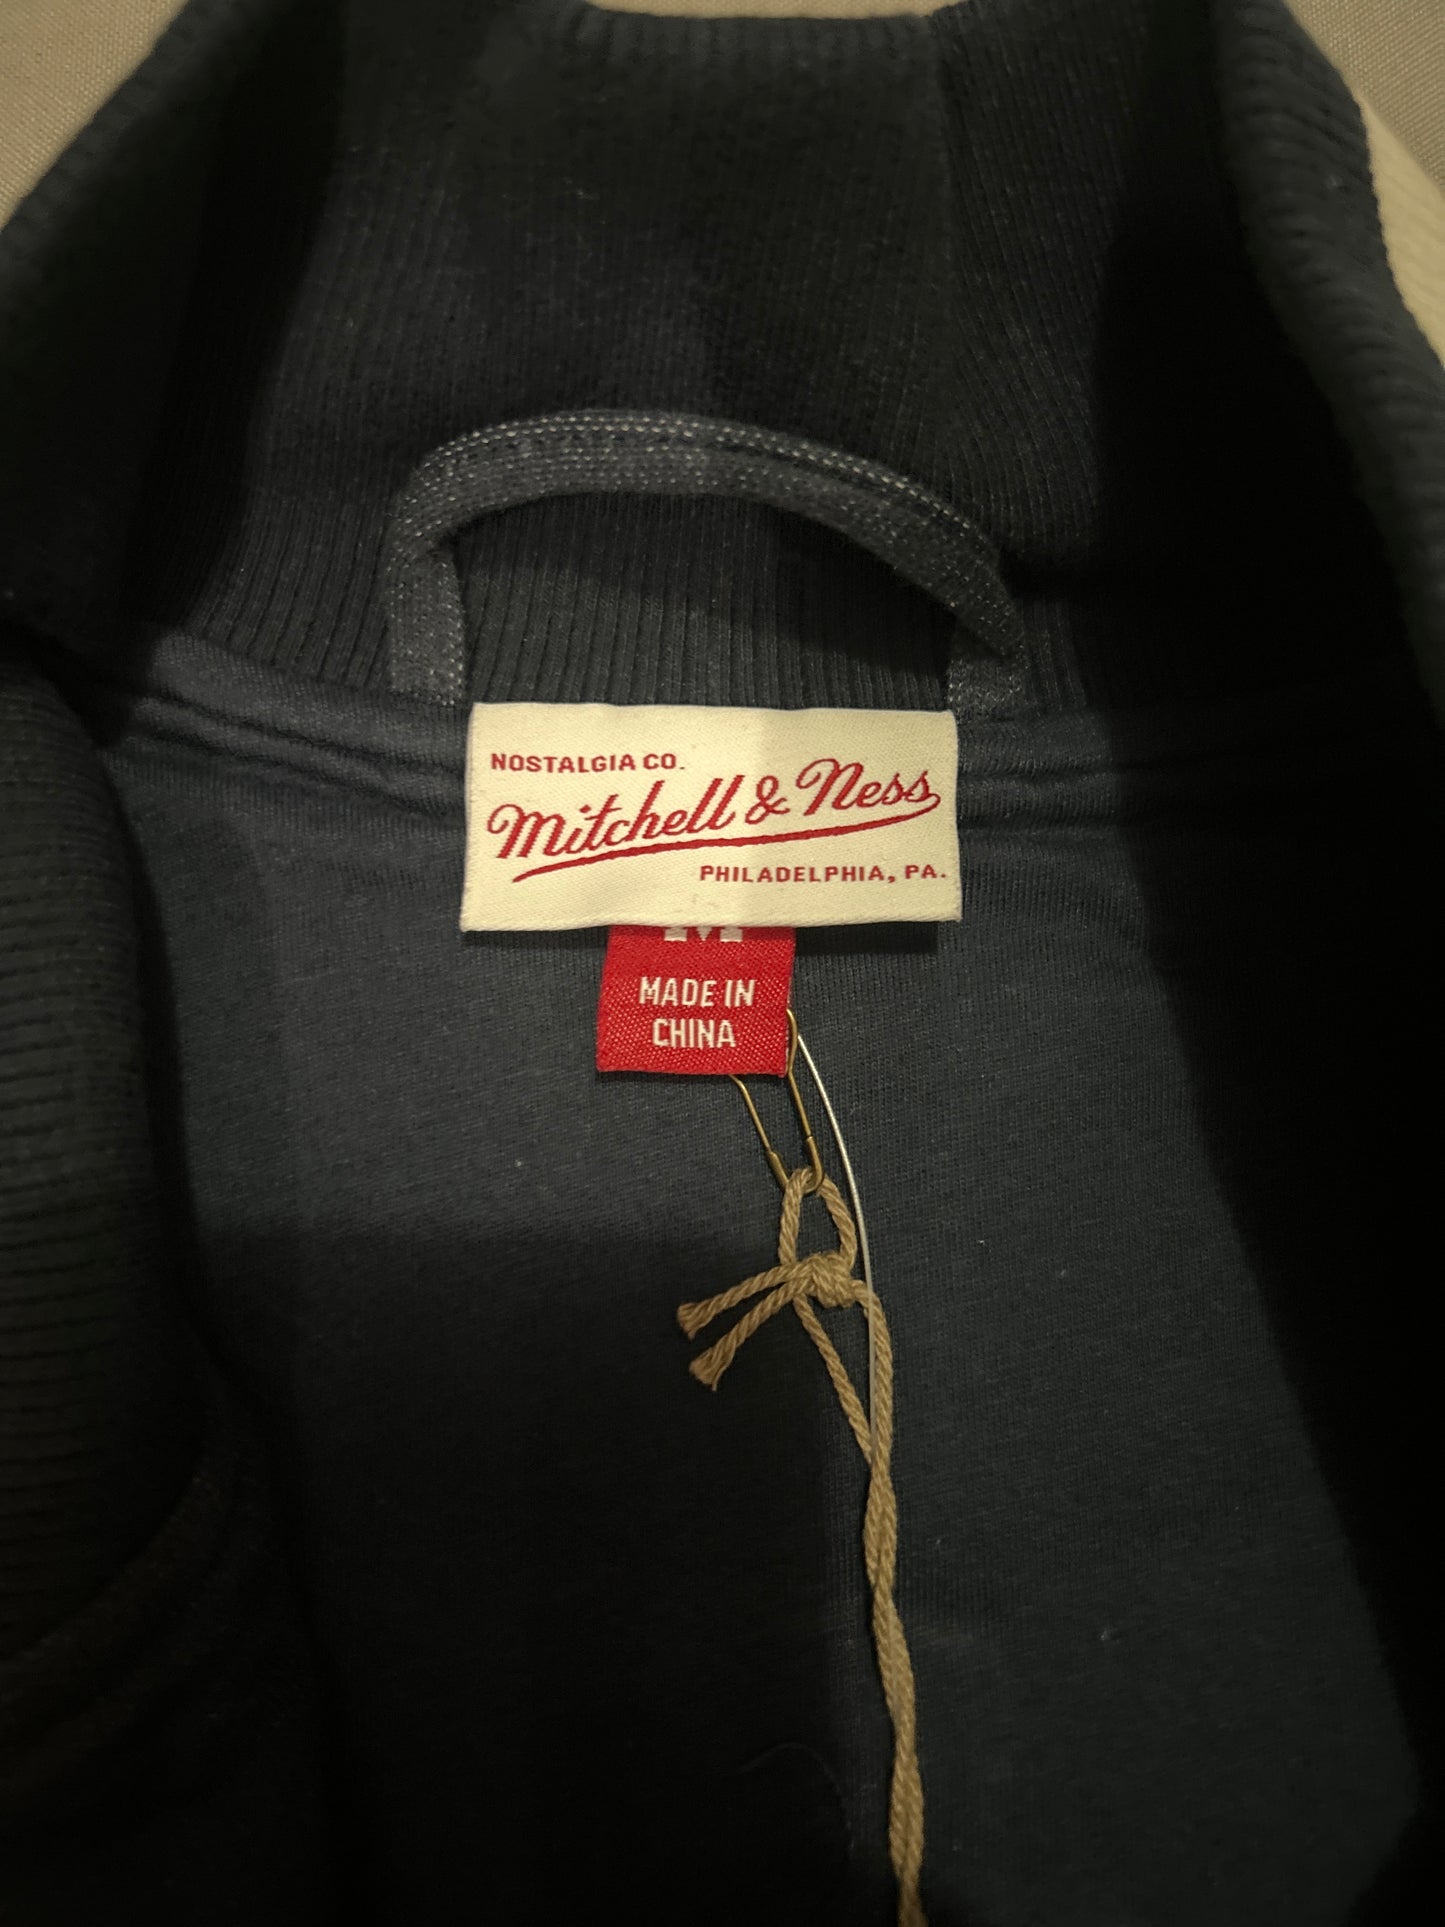 NOSTALGIA CO.
Mitchell & Ness
PHILADELPHIA, PA.
M
MADE IN
CHINA